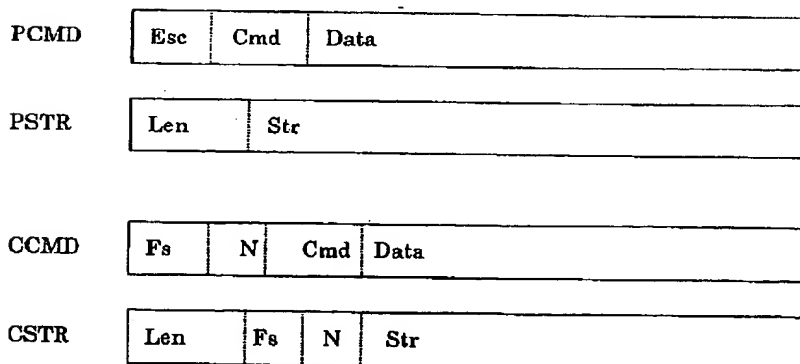 PCMD Esc Cmd Data
PSTR Len Str
CCMD Fs N Cmd Data
CSTR Len Fs N Str